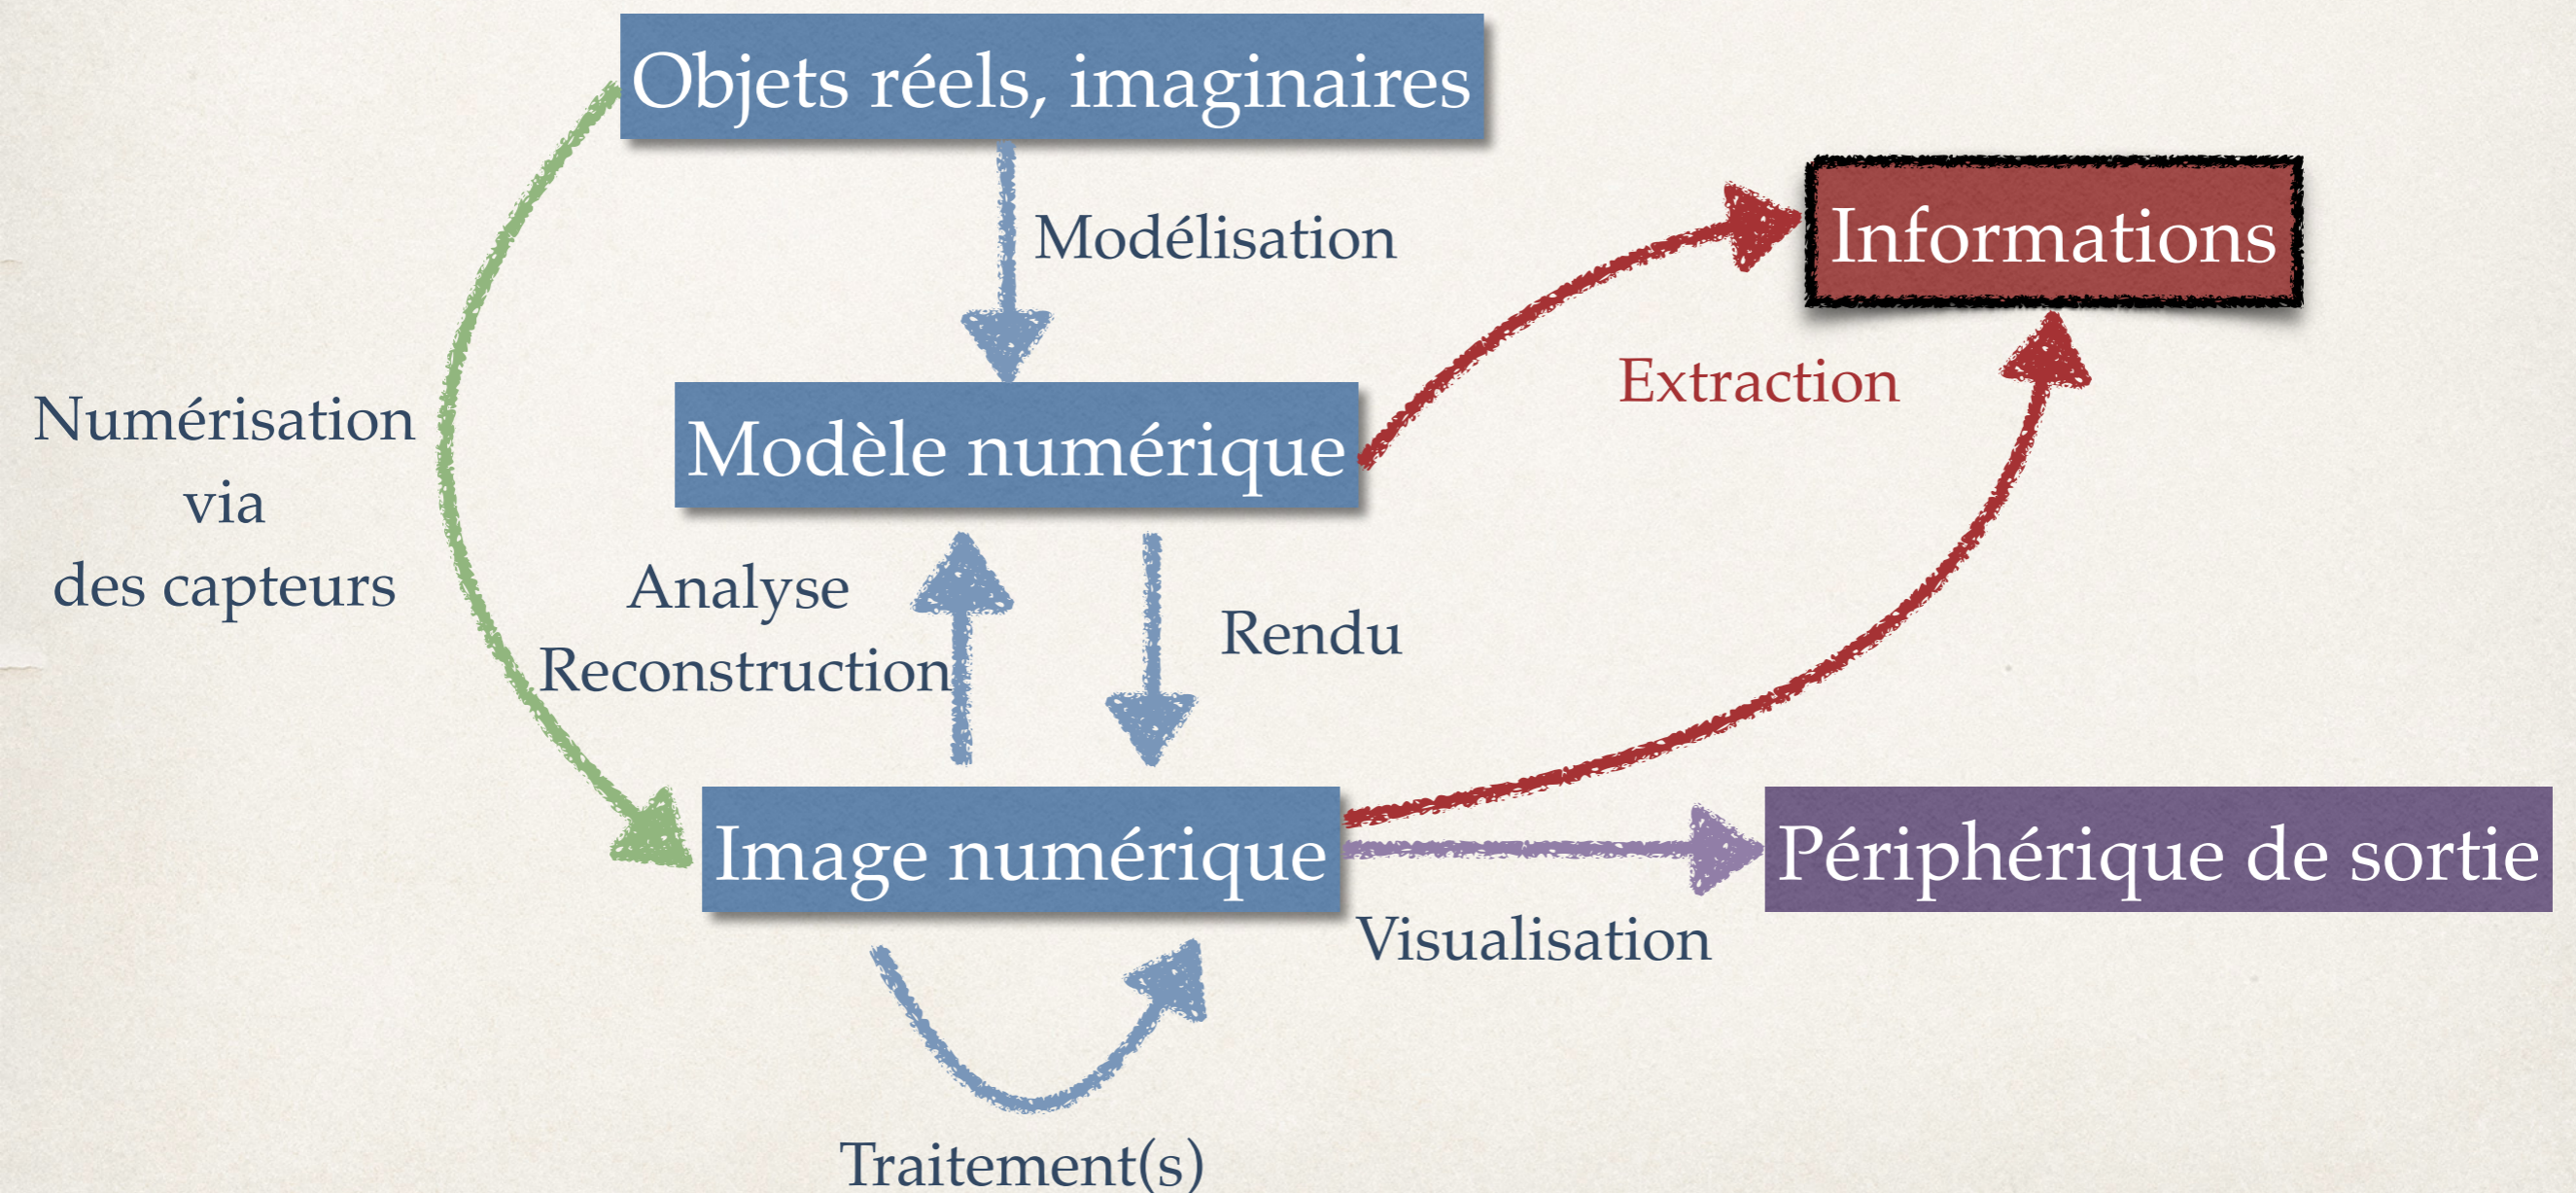 Objets réels, imaginaires
Modélisation
Informations
Extraction
Numérisation
via
des capteurs
Modèle numérique
Analyse
Reconstruction
Rendu
Image numérique
Visualisation
Périphérique de sortie
Traitement(s)